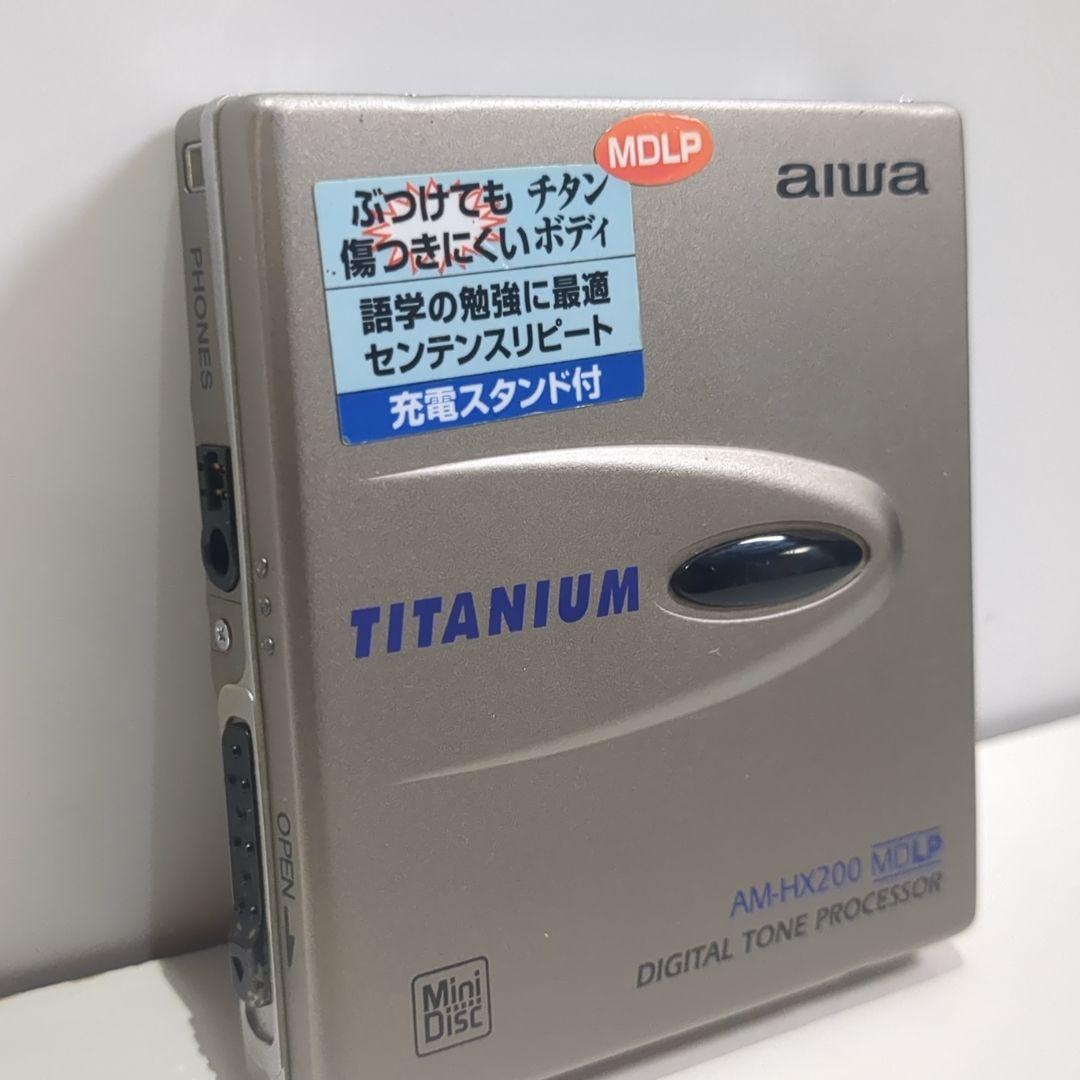 MDLP
aiwa
ぶつけても チタン
傷つきにくいボディ
語学の勉強に最適
センテンスリピート
充電スタンド付
PHONES
TITANIUM
OPEN
AM-HX200 MDLP
DIGITAL TONE PROCESSOR
Mini
Disc